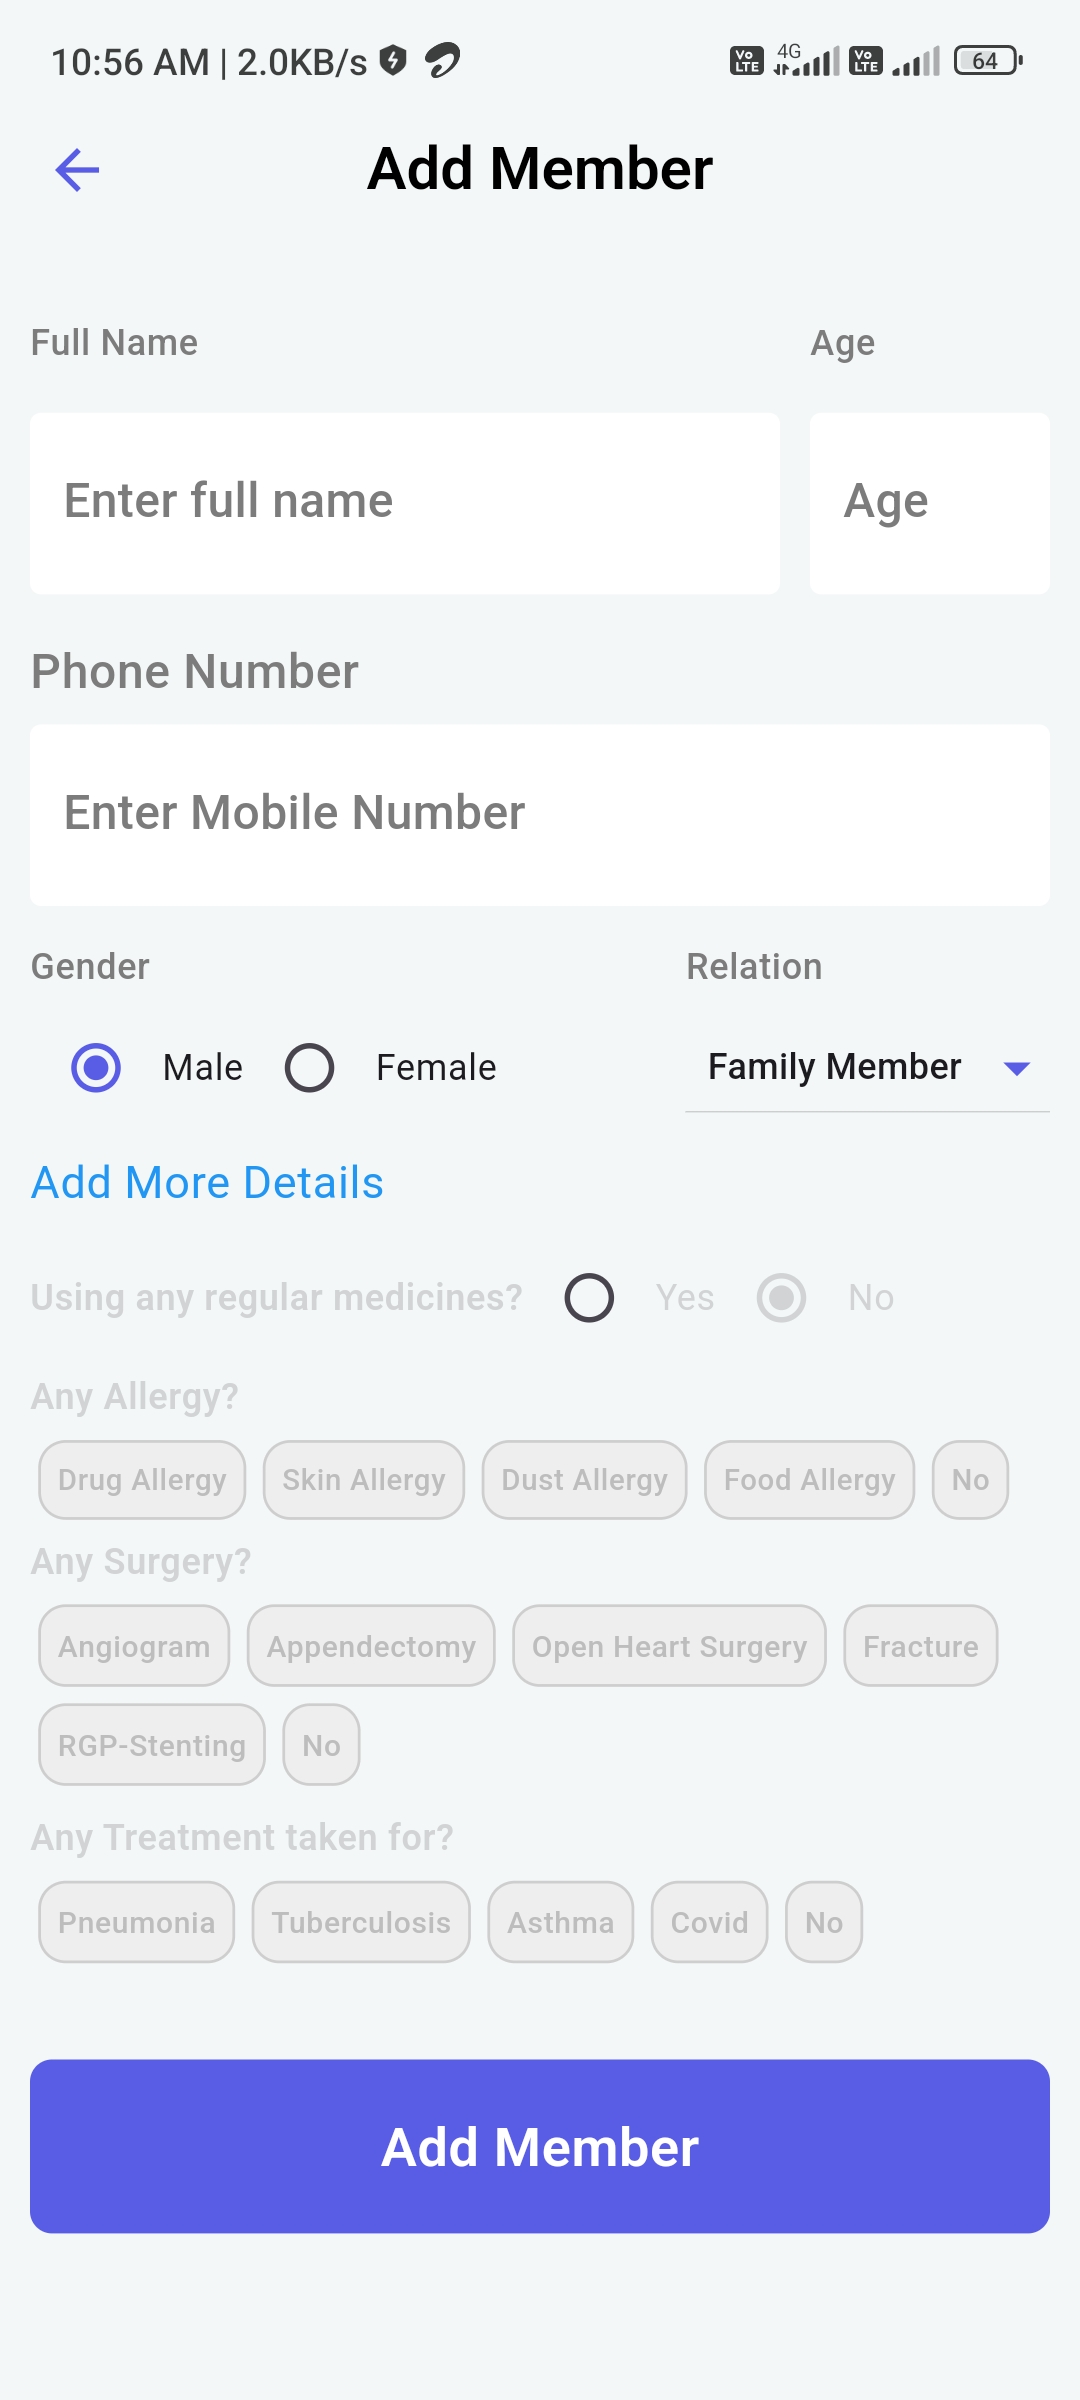 10:56 AM | 2.0KB/s Vo LTE 4G Vo LTE 64
Add Member
Full Name Age
Enter full name Age
Phone Number
Enter Mobile Number
Gender Relation
Male Female Family Member
Add More Details
Using any regular medicines? Yes No
Any Allergy?
Drug Allergy Skin Allergy Dust Allergy Food Allergy No
Any Surgery?
Angiogram Appendectomy Open Heart Surgery Fracture
RGP-Stenting No
Any Treatment taken for?
Pneumonia Tuberculosis Asthma Covid No
Add Member